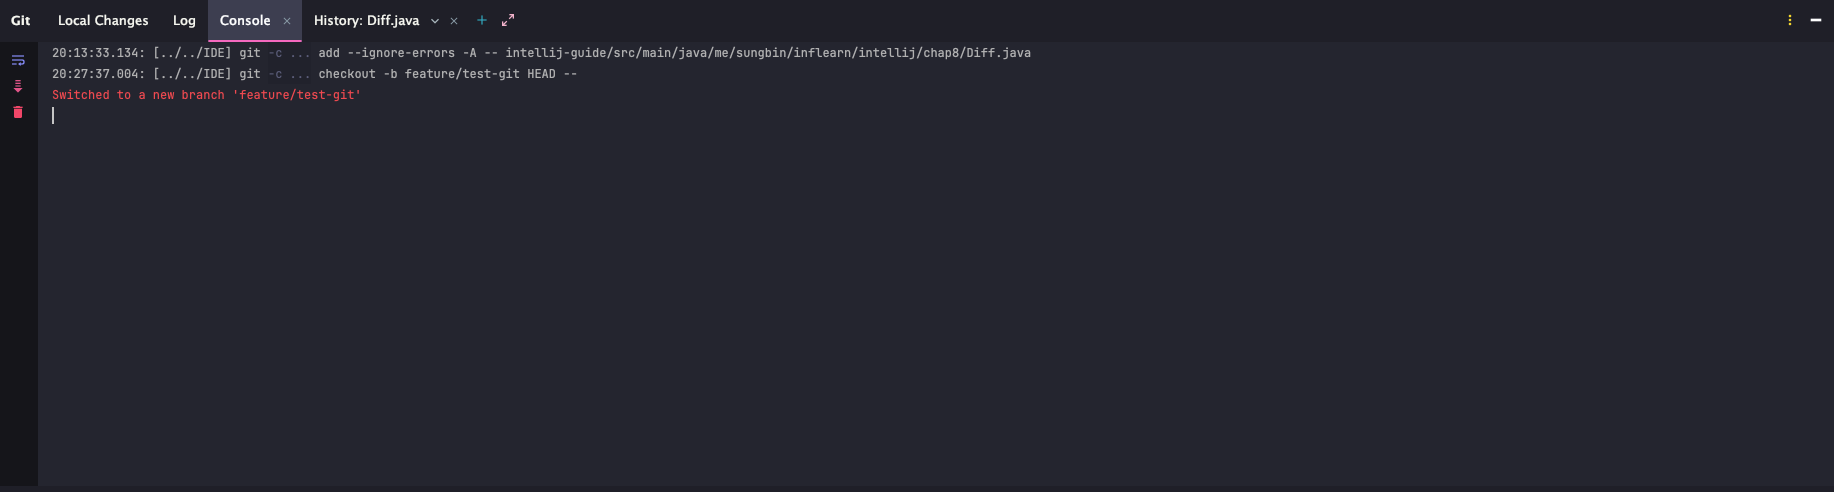 Git Local Changes Log Console History: Diff.java
20:13:33.134: [../../IDE] git -c ... add --ignore-errors -A -- intellij-guide/src/main/java/me/sungbin/inflearn/intellij/chap8/Diff.java
20:27:37.004: [../../IDE] git -c ... checkout -b feature/test-git HEAD --
Switched to a new branch 'feature/test-git'